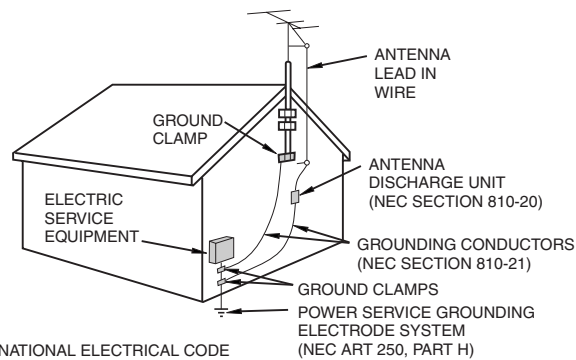 ANTENNA
LEAD IN
WIRE
GROUND
CLAMP
ANTENNA
DISCHARGE UNIT
(NEC SECTION 810-20)
ELECTRIC
SERVICE
EQUIPMENT
GROUNDING CONDUCTORS
(NEC SECTION 810-21)
GROUND CLAMPS
POWER SERVICE GROUNDING
ELECTRODE SYSTEM
(NEC ART 250, PART H)
NATIONAL ELECTRICAL CODE